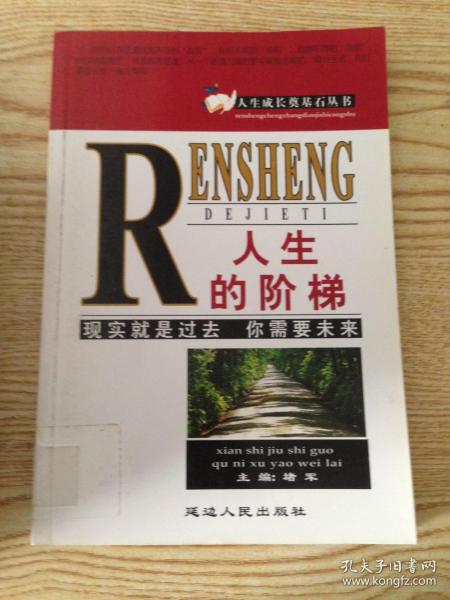 人生成长奠基石丛书
renshengchengzhangdianjishicongshu
RENSHENG
DEJIETI
人生
的阶梯
现实就是过去 你需要未来
xian shi jiu shi guo
qu ni xu yao wei lai
主编:堵军
延边人民出版社
孔夫子旧书网
www.kongfz.com